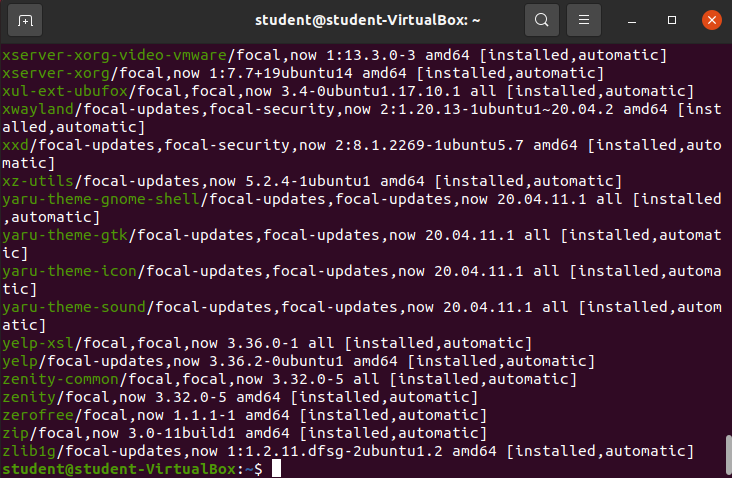 student@student-VirtualBox: ~
xserver-xorg-video-vmware/focal,now 1:13.3.0-3 amd64 [installed,automatic]
xserver-xorg/focal,now 1:7.7+19ubuntu14 amd64 [installed,automatic]
xul-ext-ubufox/focal,focal,now 3.4-0ubuntu1.17.10.1 all [installed,automatic]
xwayland/focal-updates,focal-security,now 2:1.20.13-1ubuntu1~20.04.2 amd64 [inst
alled,automatic]
xxd/focal-updates,focal-security,now 2:8.1.2269-1ubuntu5.7 amd64 [installed,auto
matic]
xz-utils/focal-updates,now 5.2.4-1ubuntu1 amd64 [installed,automatic]
yaru-theme-gnome-shell/focal-updates,focal-updates,now 20.04.11.1 all [installed
,automatic]
yaru-theme-gtk/focal-updates,focal-updates,now 20.04.11.1 all [installed,automat
ic]
yaru-theme-icon/focal-updates,focal-updates,now 20.04.11.1 all [installed,automa
tic]
yaru-theme-sound/focal-updates,focal-updates,now 20.04.11.1 all [installed,autom
atic]
yelp-xsl/focal,focal,now 3.36.0-1 all [installed,automatic]
yelp/focal-updates,now 3.36.2-0ubuntu1 amd64 [installed,automatic]
zenity-common/focal,focal,now 3.32.0-5 all [installed,automatic]
zenity/focal,now 3.32.0-5 amd64 [installed,automatic]
zerofree/focal,now 1.1.1-1 amd64 [installed,automatic]
zip/focal,now 3.0-11build1 amd64 [installed,automatic]
zlib1g/focal-updates,now 1:1.2.11.dfsg-2ubuntu1.2 amd64 [installed,automatic]
student@student-VirtualBox:~$